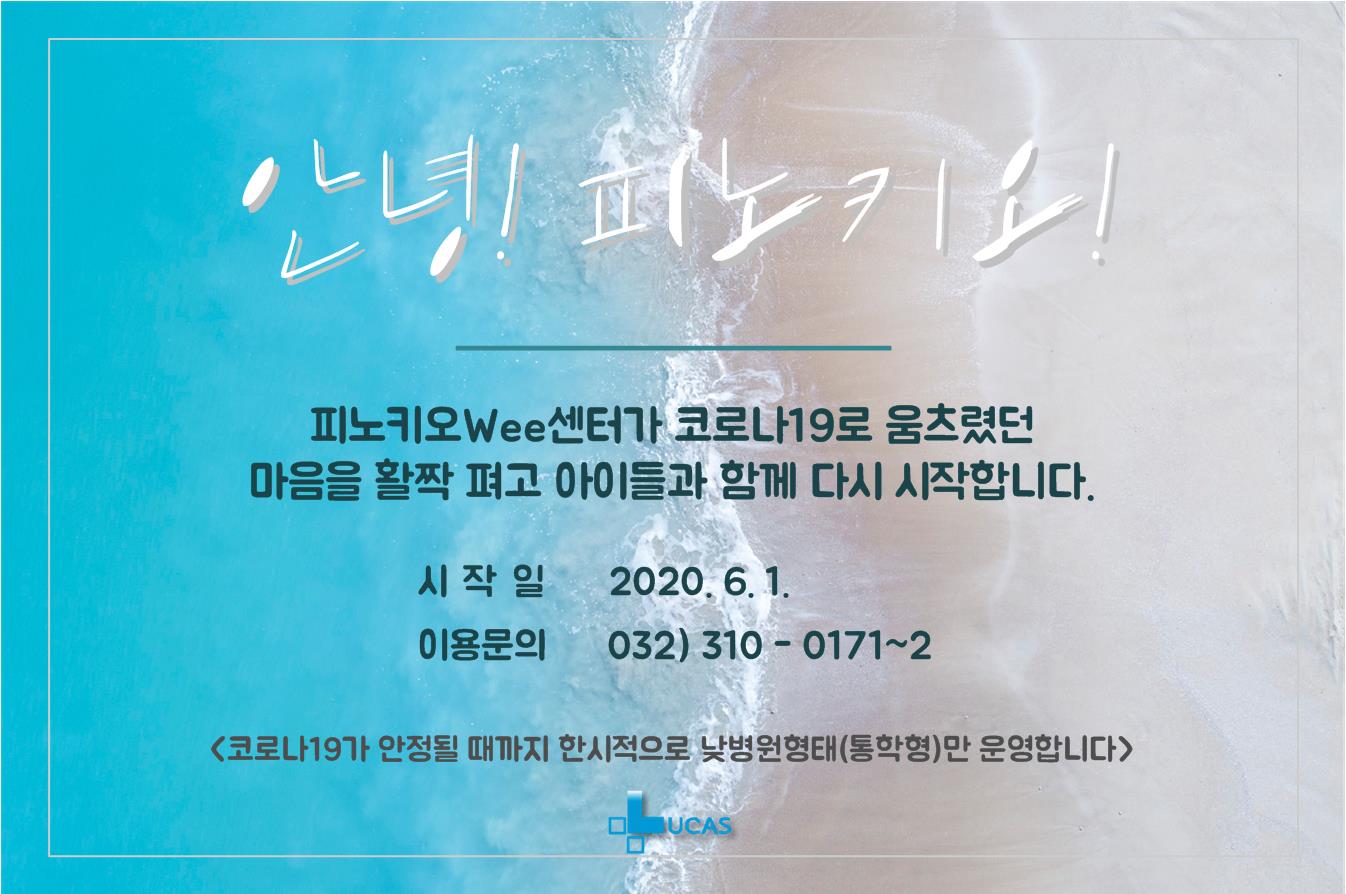 안녕! 피노키오!
피노키오Wee센터가 코로나19로 움츠렸던
마음을 활짝 펴고 아이들과 함께 다시 시작합니다.
시 작 일 2020. 6. 1.
이용문의 032) 310 - 0171~2
<코로나19가 안정될 때까지 한시적으로 낮병원형태(통학형)만 운영합니다>
LUCAS